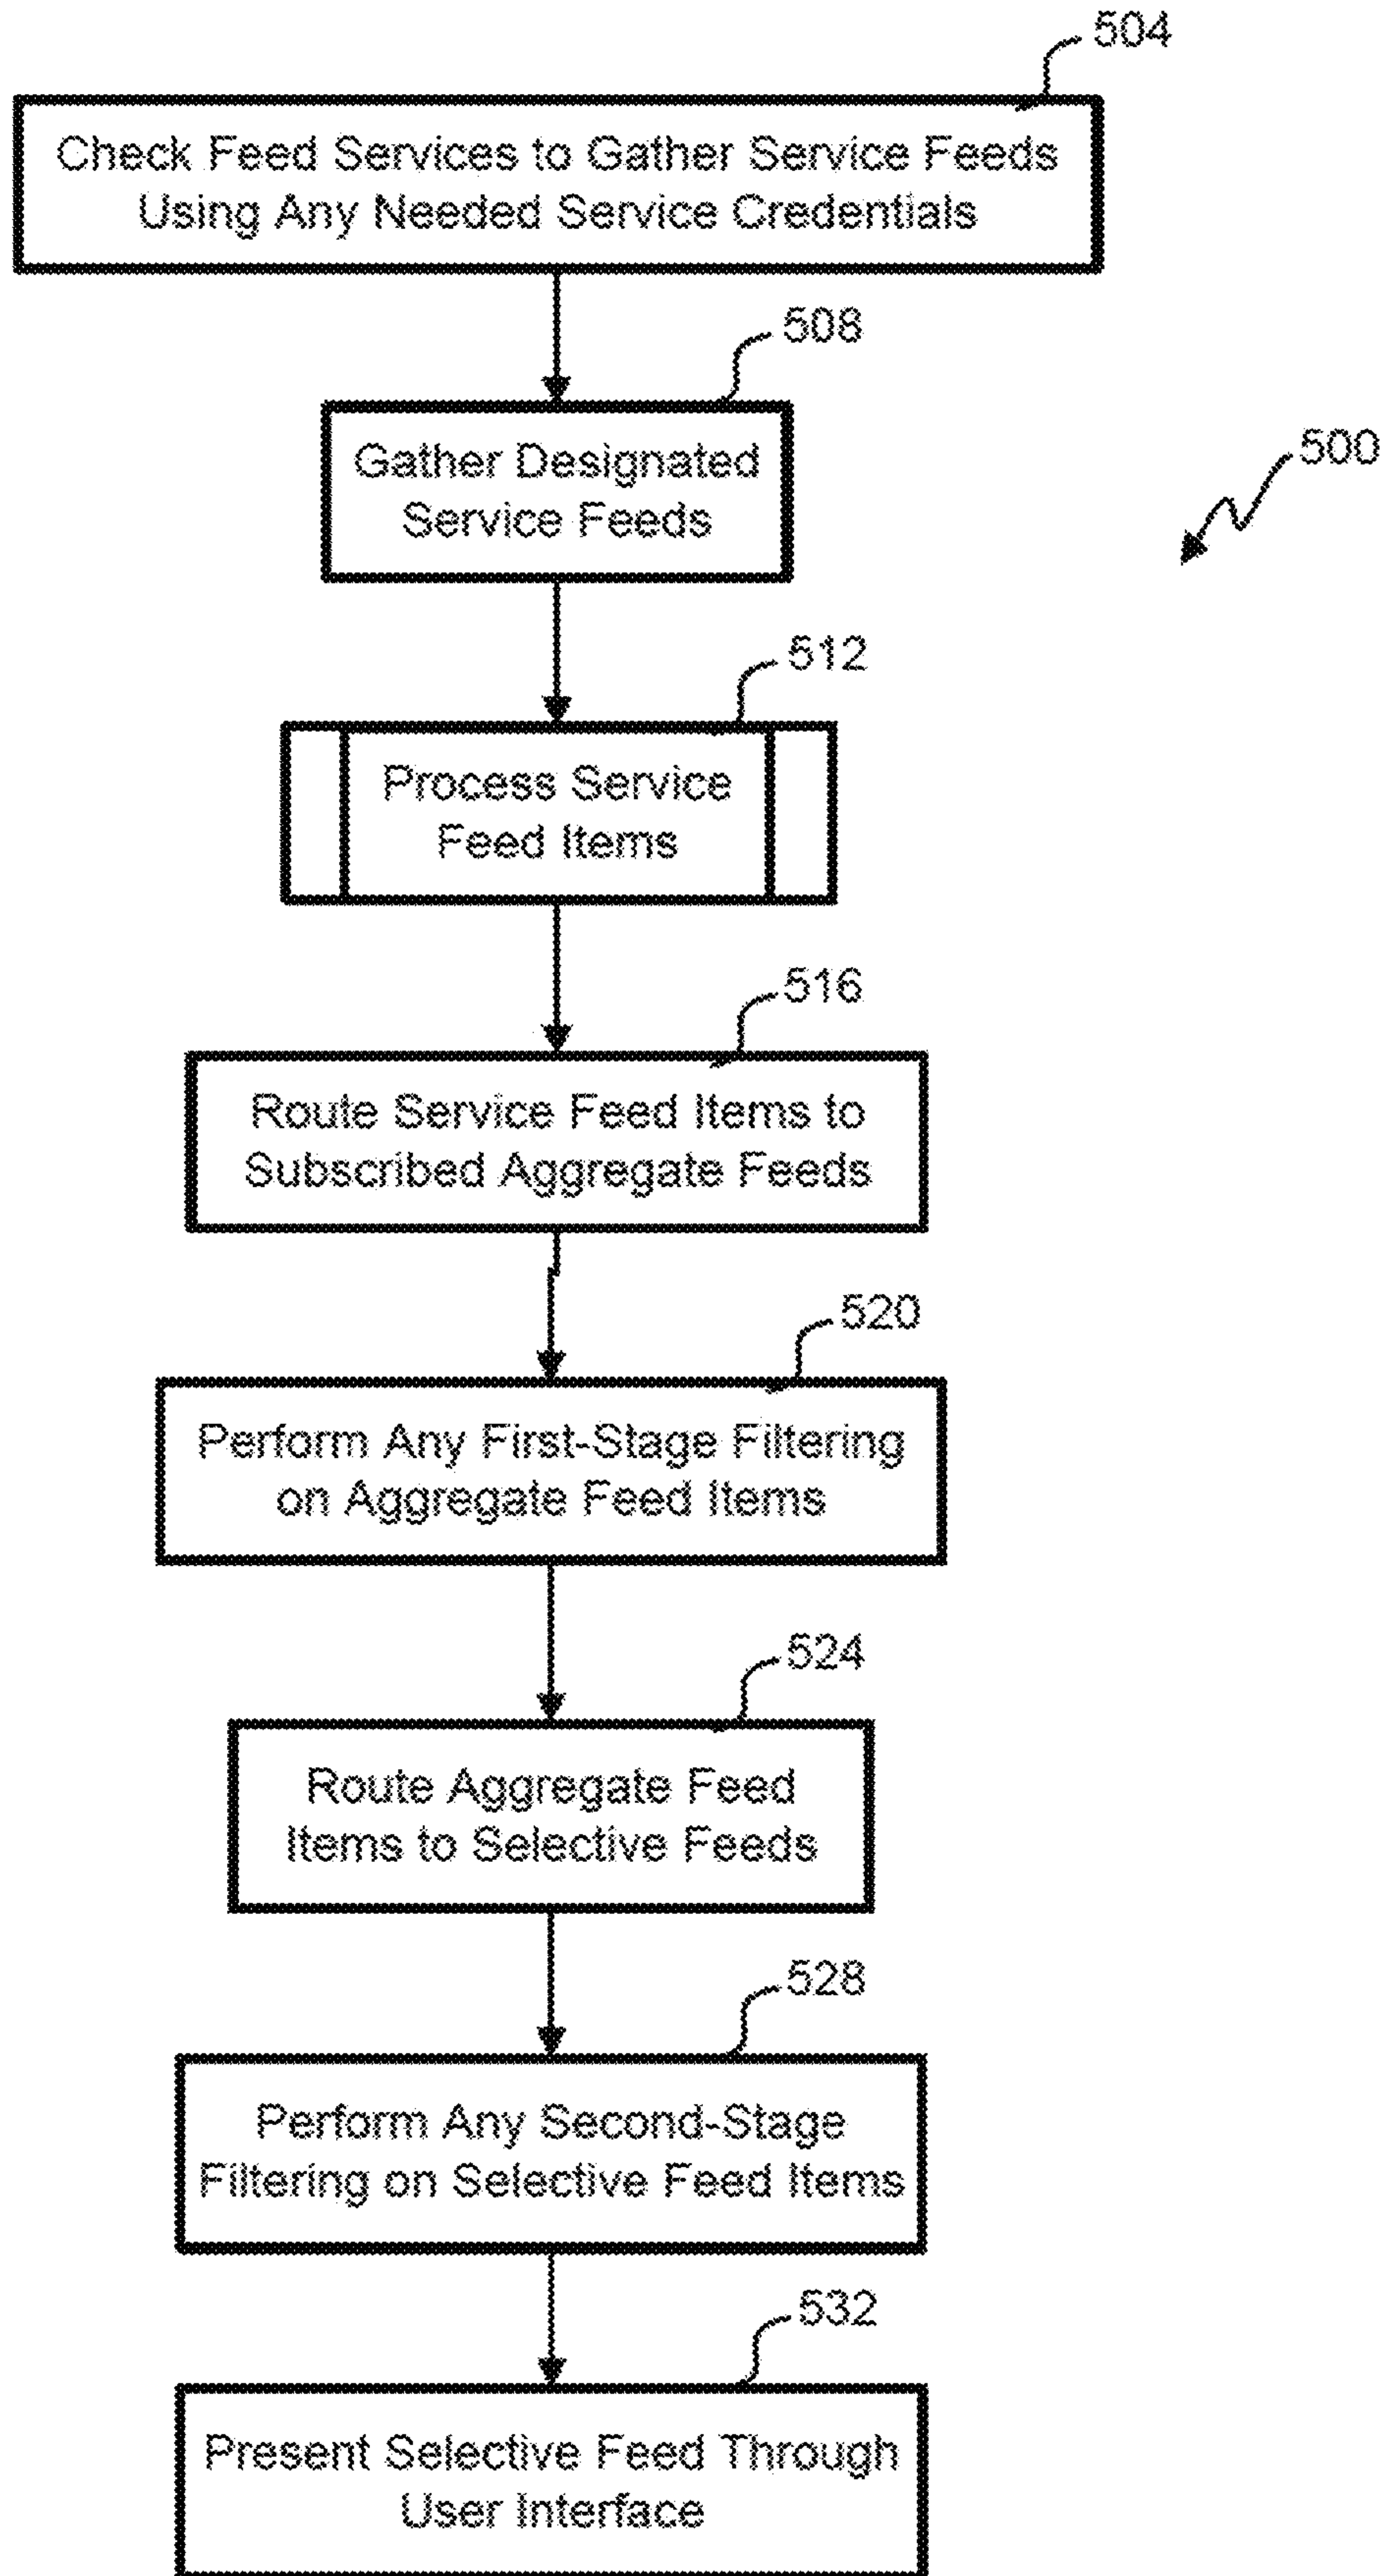 504
Check Feed Services to Gather Service Feeds
Using Any Needed Service Credentials
508
Gather Designated
Service Feeds
500
512
Process Service
Feed Items
516
Route Service Feed Items to
Subscribed Aggregate Feeds
520
Perform Any First-Stage Filtering
on Aggregate Feed Items
524
Route Aggregate Feed
Items to Selective Feeds
528
Perform Any Second-Stage
Filtering on Selective Feed Items
532
Present Selective Feed Through
User Interface